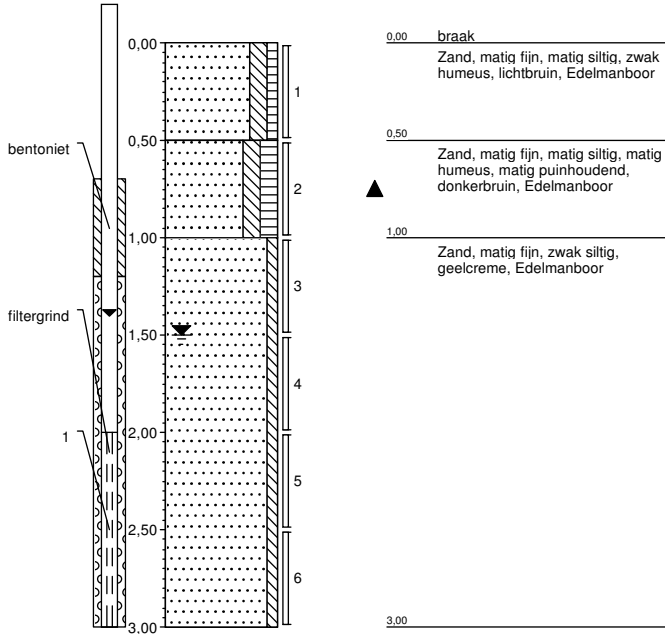 bentoniet
filtergrind
1
0,00
0,50
1,00
1,50
2,00
2,50
3,00
1
2
3
4
5
6
0,00 braak
Zand, matig fijn, matig siltig, zwak
humeus, lichtbruin, Edelmanboor
0,50
Zand, matig fijn, matig siltig, matig
humeus, matig puinhoudend,
donkerbruin, Edelmanboor
1,00
Zand, matig fijn, zwak siltig,
geelcreme, Edelmanboor
3,00